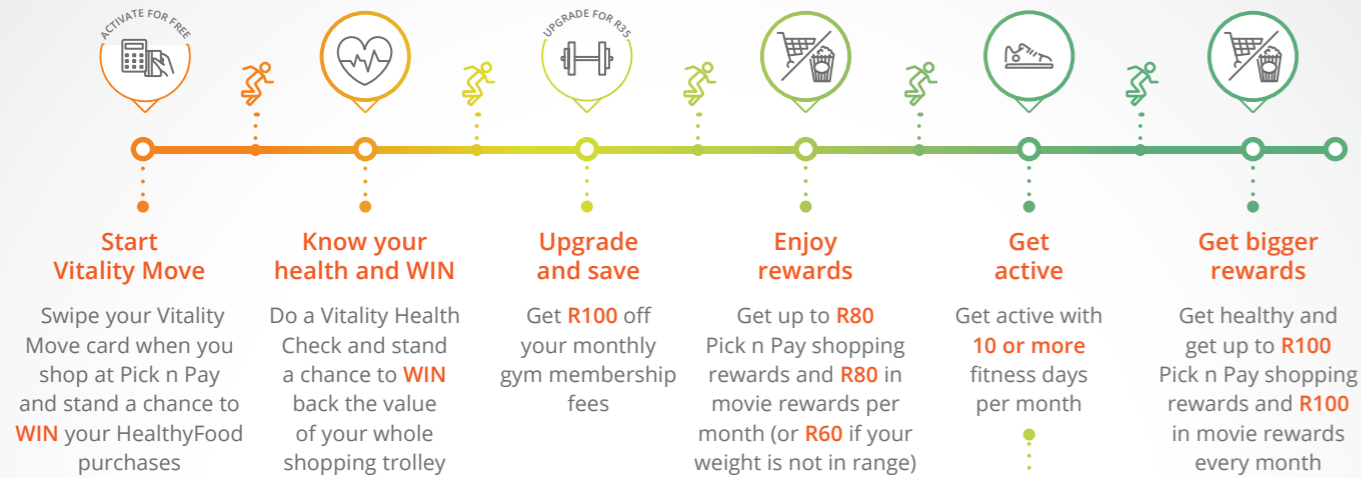 ACTIVATE FOR FREE
UPGRADE FOR R35
Start
Vitality Move
Swipe your Vitality
Move card when you
shop at Pick n Pay
and stand a chance to
WIN your HealthyFood
purchases
Know your
health and WIN
Do a Vitality Health
Check and stand
a chance to WIN
back the value
of your whole
shopping trolley
Upgrade
and save
Get R100 off
your monthly
gym membership
fees
Enjoy
rewards
Get up to R80
Pick n Pay shopping
rewards and R80 in
movie rewards per
month (or R60 if your
weight is not in range)
Get
active
Get active with
10 or more
fitness days
per month
Get bigger
rewards
Get healthy and
get up to R100
Pick n Pay shopping
rewards and R100
in movie rewards
every month